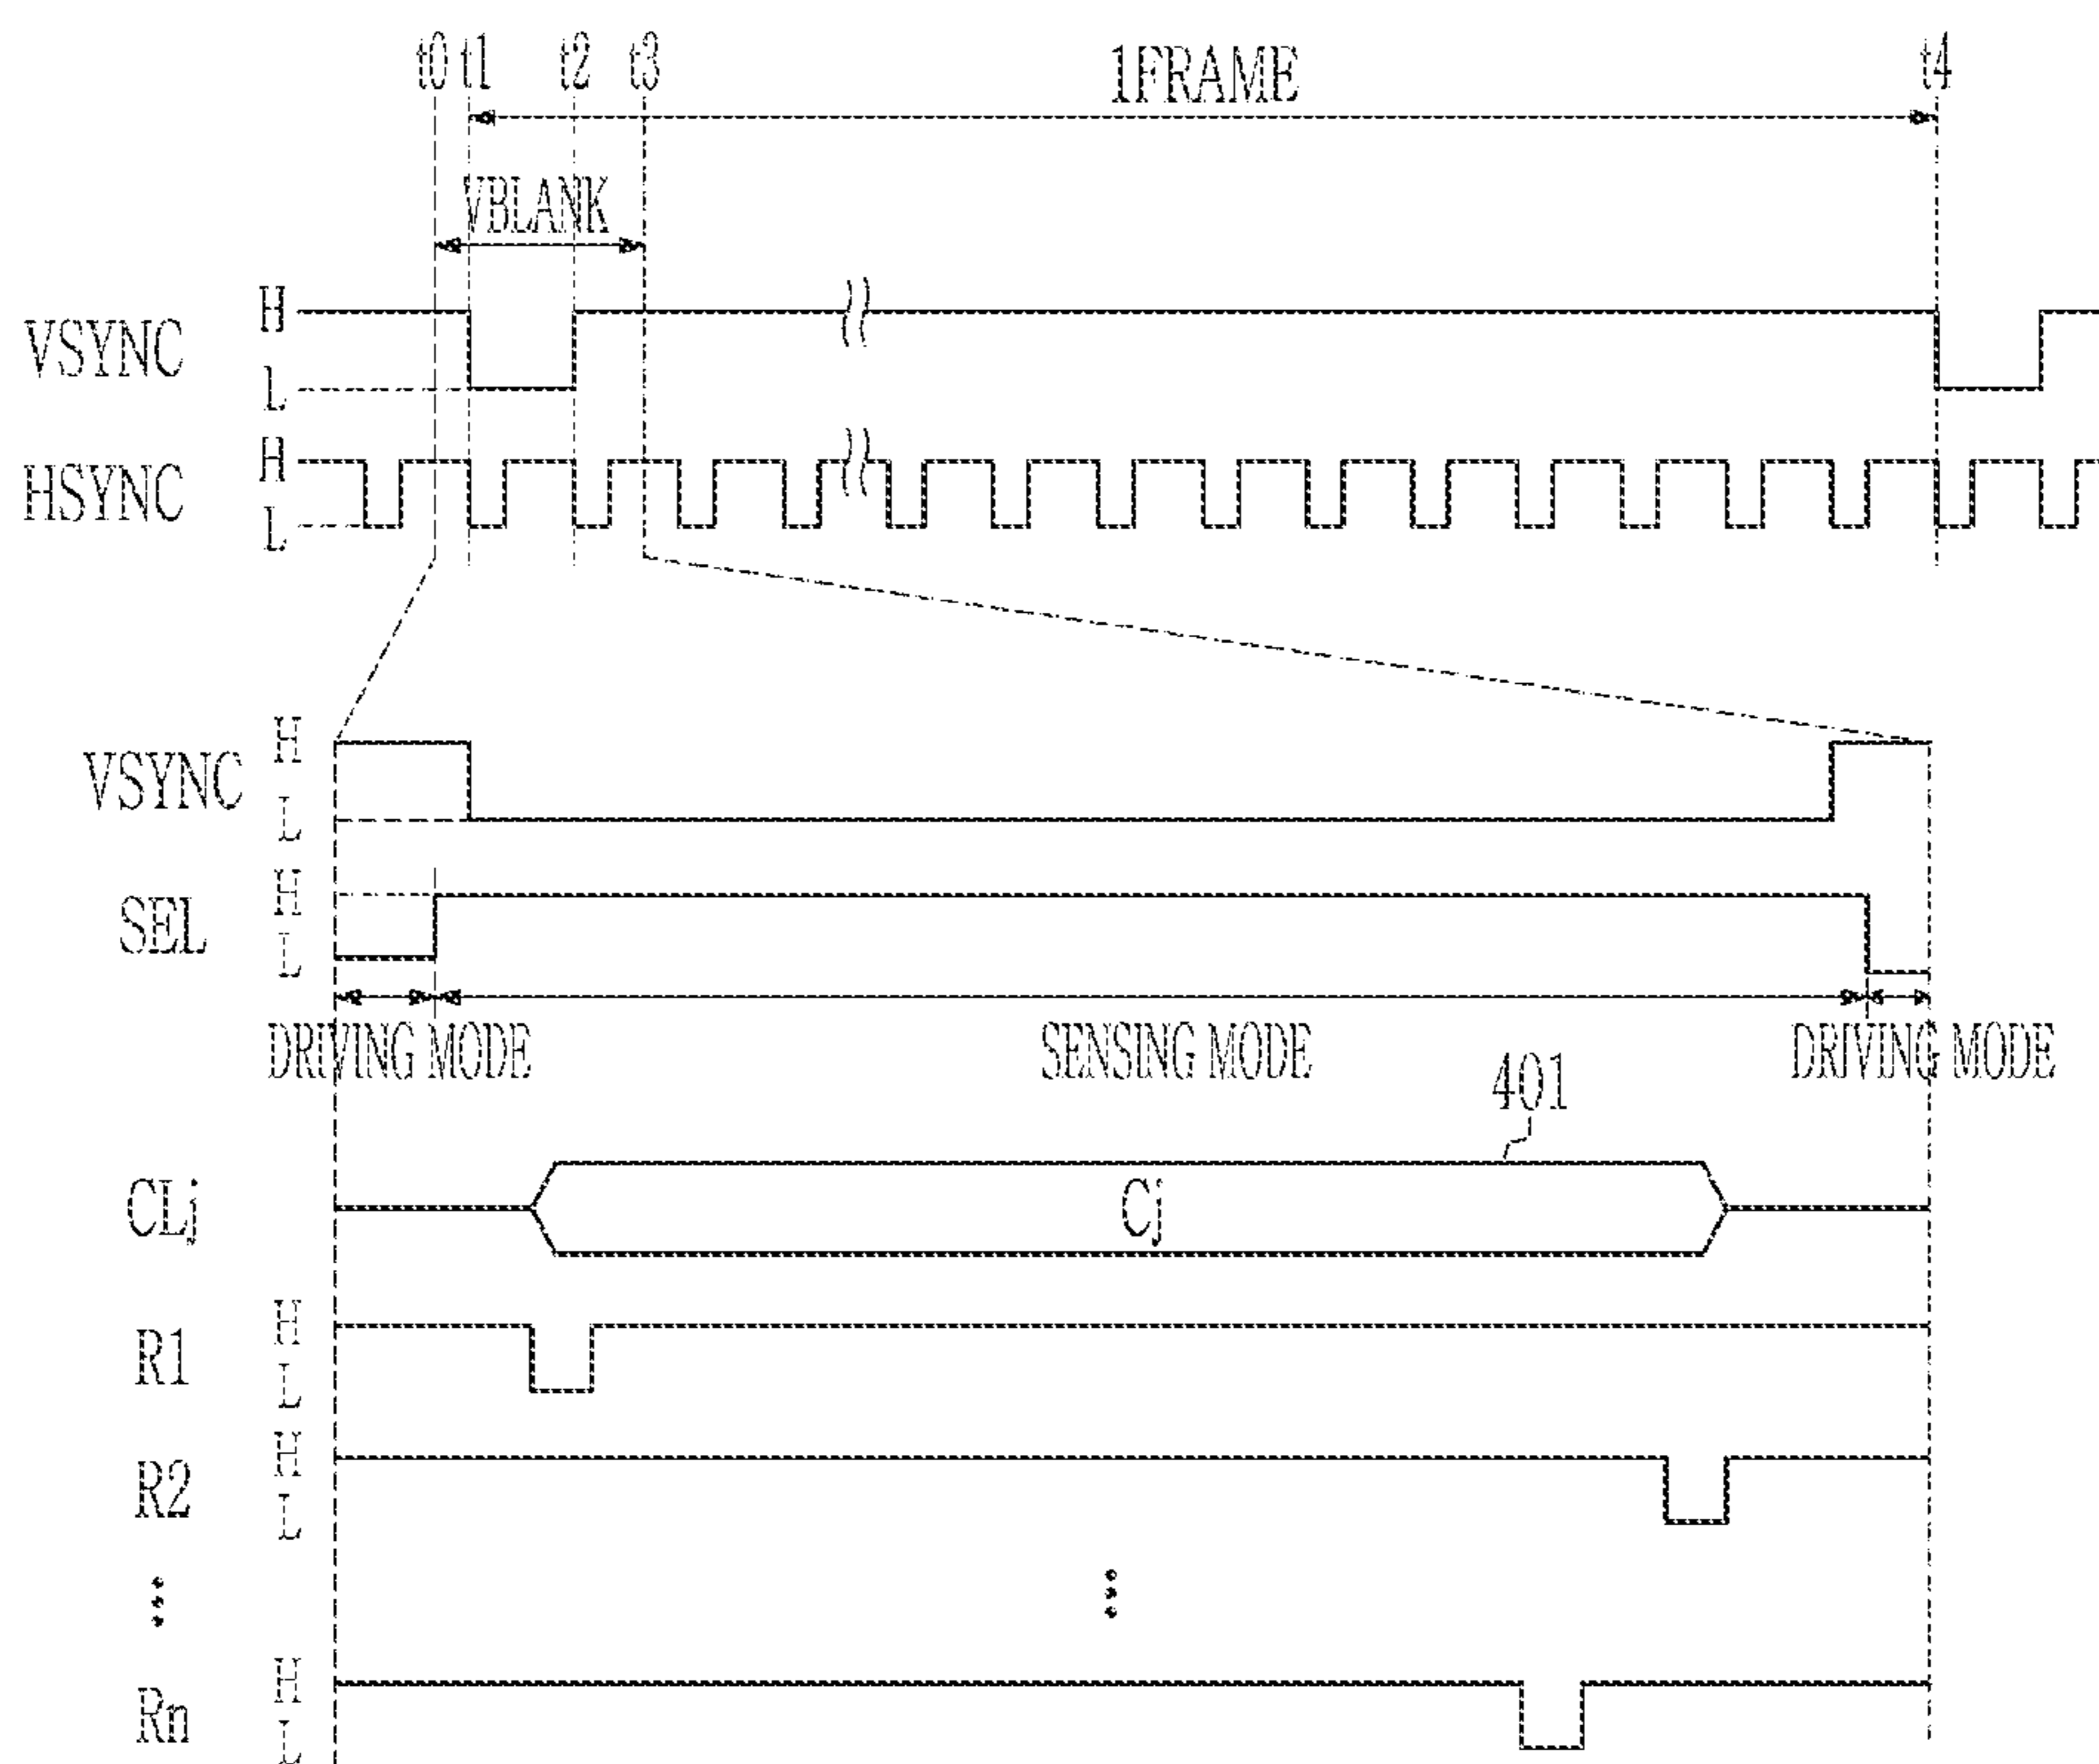 t0 t1 t2 t3 1FRAME t4
VBLANK
VSYNC H L
HSYNC H L
VSYNC H L
SEL H L
DRIVING MODE SENSING MODE DRIVING MODE
401
CLj Cj
R1 H L
R2 H L
Rn H L